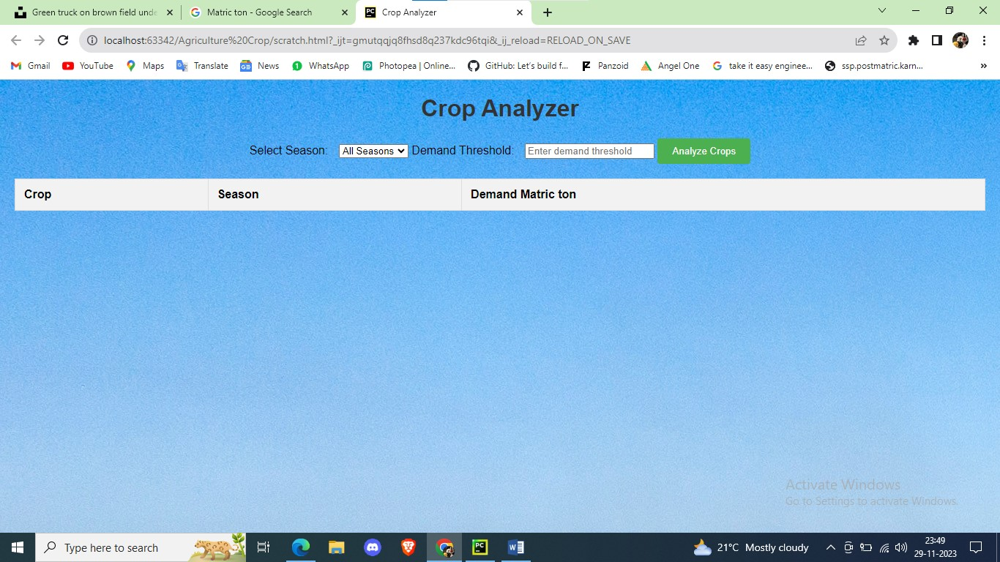 Green truck on brown field unde
Matric ton - Google Search
Crop Analyzer
localhost:63342/Agriculture%20Crop/scratch.html?_ijt=gmutqqjq8fhsd8q237kdc96tqi&_ij_reload=RELOAD_ON_SAVE
Gmail YouTube Maps Translate News WhatsApp Photopea | Online... GitHub: Let's build f... Panzoid Angel One take it easy enginee... ssp.postmatric.karn... »
Crop Analyzer
Select Season: All Seasons Demand Threshold: Enter demand threshold Analyze Crops
Crop Season Demand Matric ton
Activate Windows
Go to Settings to activate Windows.
Type here to search
21°C Mostly cloudy
23:49
29-11-2023